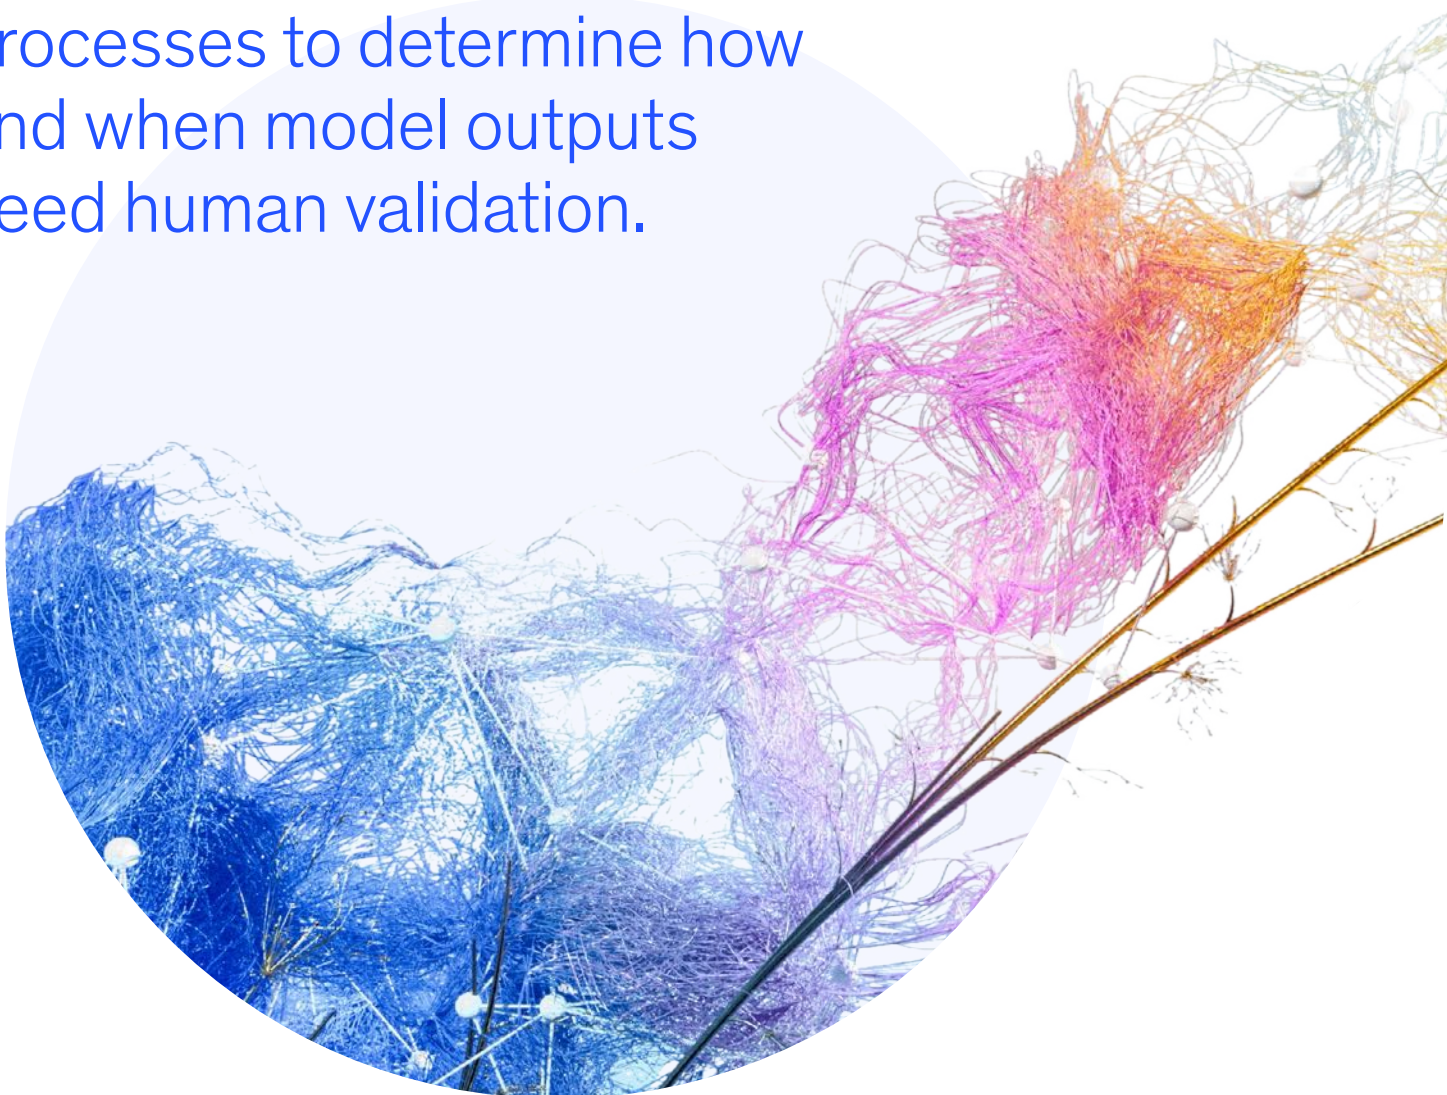 rocesses to determine how
nd when model outputs
eed human validation.